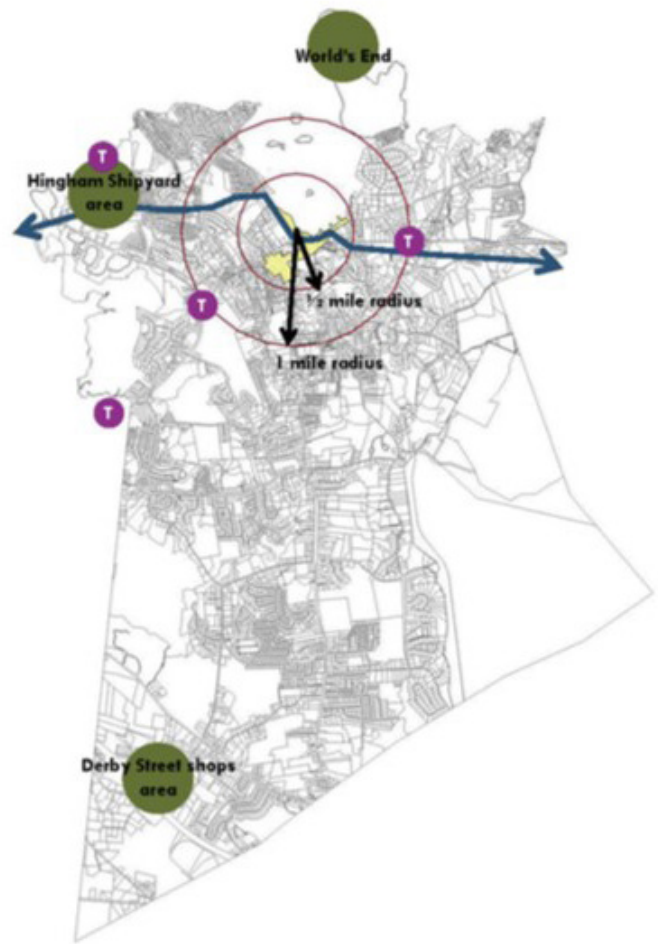 World's End
T
Hingham Shipyard
area
T
T
½ mile radius
1 mile radius
T
Derby Street shops
area